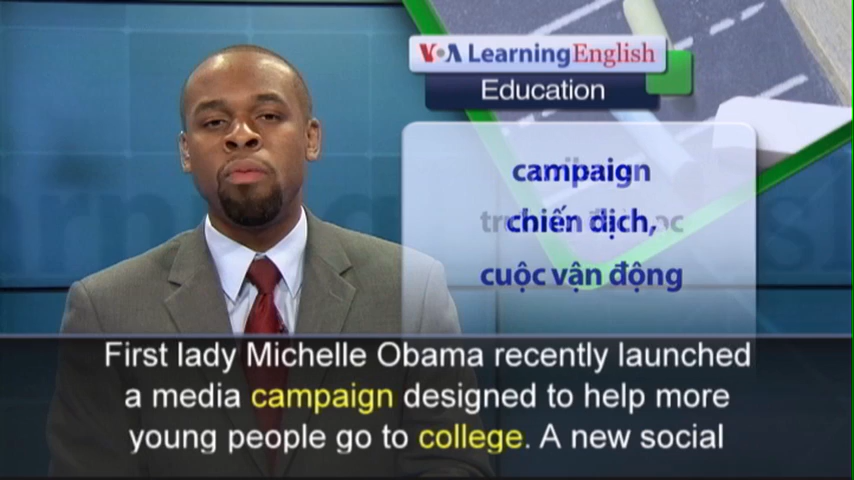 VOA Learning English
Education
campaign
chiến dịch,
cuộc vận động
First lady Michelle Obama recently launched
a media campaign designed to help more
young people go to college. A new social